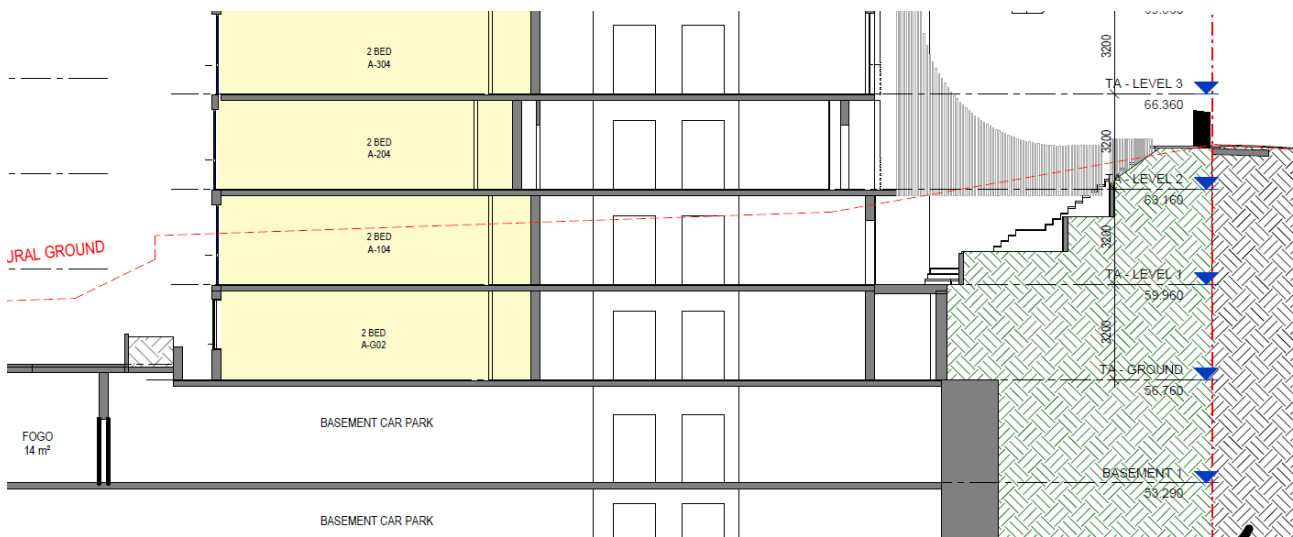 2 BED
A-304
3200
TA - LEVEL 3
66.360
2 BED
A-204
3200
TA - LEVEL 2
63.160
2 BED
A-104
3200
URAL GROUND
TA - LEVEL 1
59.960
2 BED
A-G02
3200
TA - GROUND
56.760
BASEMENT CAR PARK
FOGO
14 m²
BASEMENT 1
53.290
BASEMENT CAR PARK